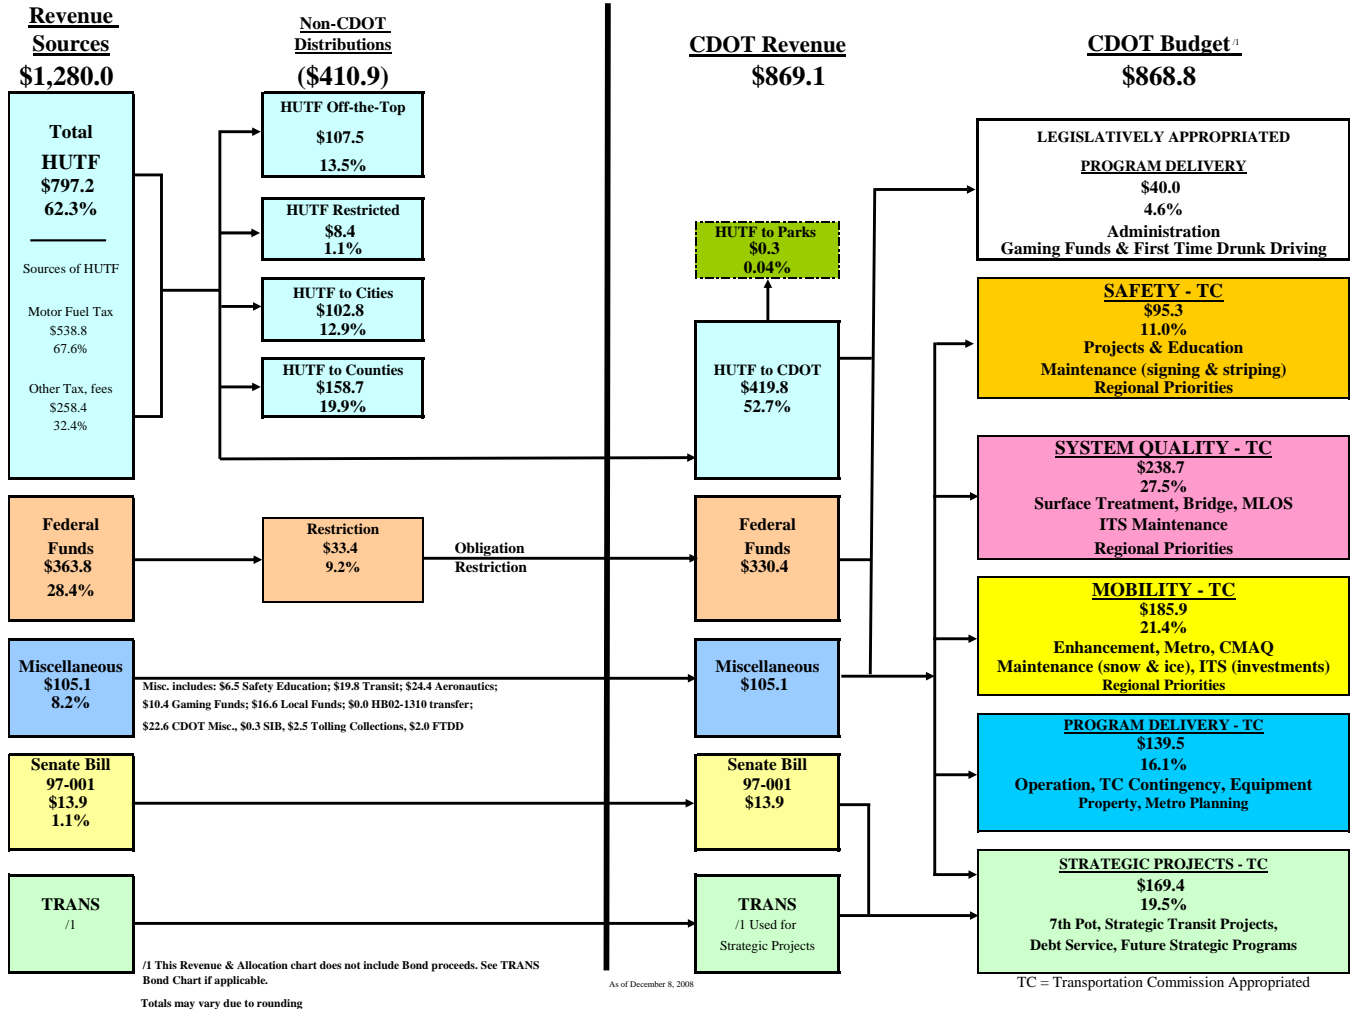 Revenue
Sources
$1,280.0
Total
HUTF
$797.2
62.3%
Sources of HUTF
Motor Fuel Tax
$538.8
67.6%
Other Tax, fees
$258.4
32.4%
Federal
Funds
$363.8
28.4%
Miscellaneous
$105.1
8.2%
Senate Bill
97-001
$13.9
1.1%
TRANS
/1
Non-CDOT
Distributions
($410.9)
HUTF Off-the-Top
$107.5
13.5%
HUTF Restricted
$8.4
1.1%
HUTF to Cities
$102.8
12.9%
HUTF to Counties
$158.7
19.9%
Restriction
$33.4
9.2%
Obligation
Restriction
Misc. includes: $6.5 Safety Education; $19.8 Transit; $24.4 Aeronautics;
$10.4 Gaming Funds; $16.6 Local Funds; $0.0 HB02-1310 transfer;
$22.6 CDOT Misc., $0.3 SIB, $2.5 Tolling Collections, $2.0 FTDD
/1 This Revenue & Allocation chart does not include Bond proceeds. See TRANS
Bond Chart if applicable.
Totals may vary due to rounding
CDOT Revenue
$869.1
HUTF to Parks
$0.3
0.04%
HUTF to CDOT
$419.8
52.7%
Federal
Funds
$330.4
Miscellaneous
$105.1
Senate Bill
97-001
$13.9
TRANS
/1 Used for
Strategic Projects
As of December 8, 2008
CDOT Budget /1
$868.8
LEGISLATIVELY APPROPRIATED
PROGRAM DELIVERY
$40.0
4.6%
Administration
Gaming Funds & First Time Drunk Driving
SAFETY - TC
$95.3
11.0%
Projects & Education
Maintenance (signing & striping)
Regional Priorities
SYSTEM QUALITY - TC
$238.7
27.5%
Surface Treatment, Bridge, MLOS
ITS Maintenance
Regional Priorities
MOBILITY - TC
$185.9
21.4%
Enhancement, Metro, CMAQ
Maintenance (snow & ice), ITS (investments)
Regional Priorities
PROGRAM DELIVERY - TC
$139.5
16.1%
Operation, TC Contingency, Equipment
Property, Metro Planning
STRATEGIC PROJECTS - TC
$169.4
19.5%
7th Pot, Strategic Transit Projects,
Debt Service, Future Strategic Programs
TC = Transportation Commission Appropriated